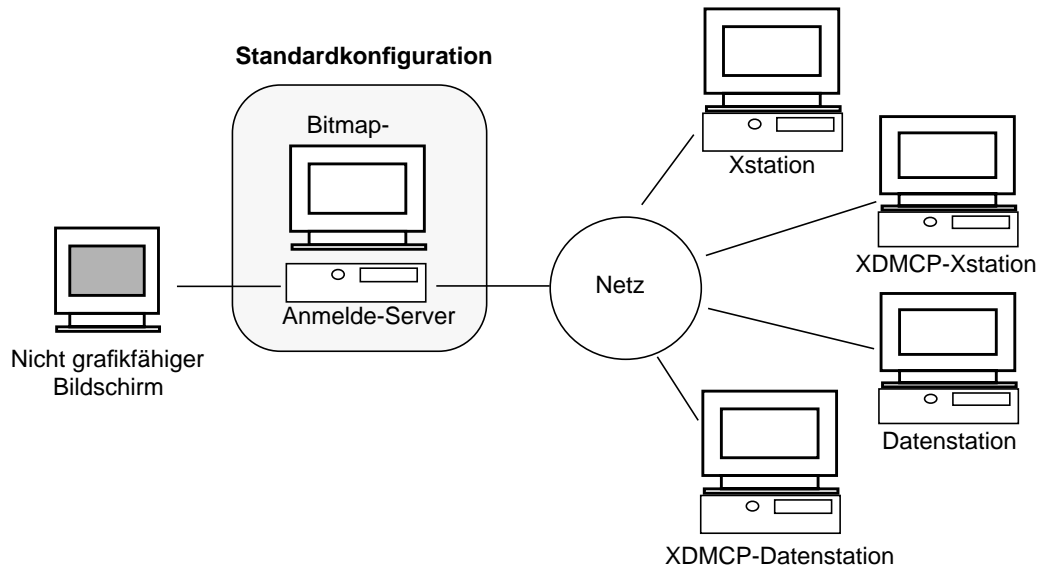 Standardkonfiguration
Bitmap-
Anmelde-Server
Nicht grafikfähiger
Bildschirm
Netz
Xstation
XDMCP-Xstation
Datenstation
XDMCP-Datenstation